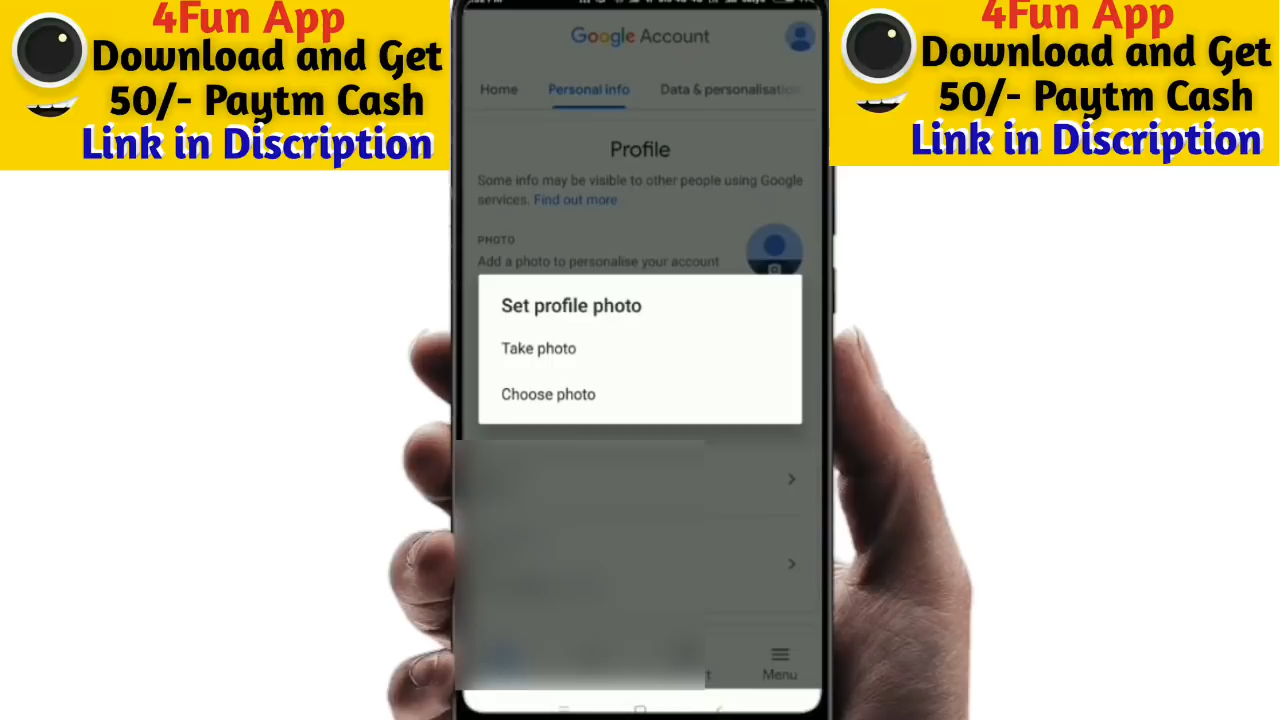 4Fun App
Download and Get
50/- Paytm Cash
Link in Discription
4Fun App
Download and Get
50/- Paytm Cash
Link in Discription
Google Account
Home Personal info Data & personalisation
Profile
Some info may be visible to other people using Google
services. Find out more
PHOTO
Add a photo to personalise your account
Set profile photo
Take photo
Choose photo
Menu